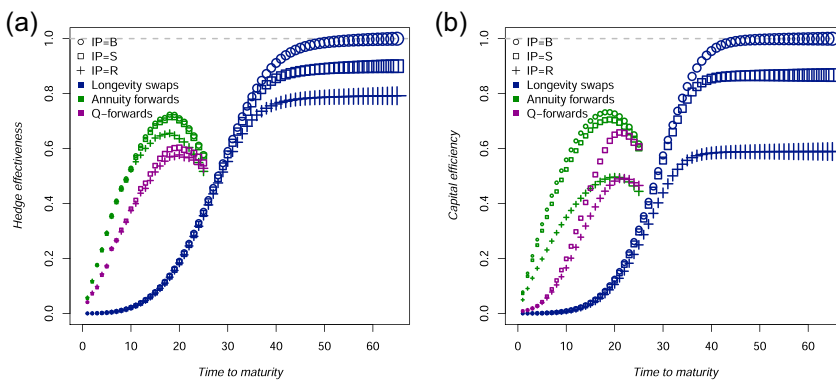 (a)
Hedge effectiveness
1.0
0.8
0.6
0.4
0.2
0.0
IP=B
IP=S
IP=R
Longevity swaps
Annuity forwards
Q−forwards
0 10 20 30 40 50 60
Time to maturity
(b)
Capital efficiency
1.0
0.8
0.6
0.4
0.2
0.0
IP=B
IP=S
IP=R
Longevity swaps
Annuity forwards
Q−forwards
0 10 20 30 40 50 60
Time to maturity